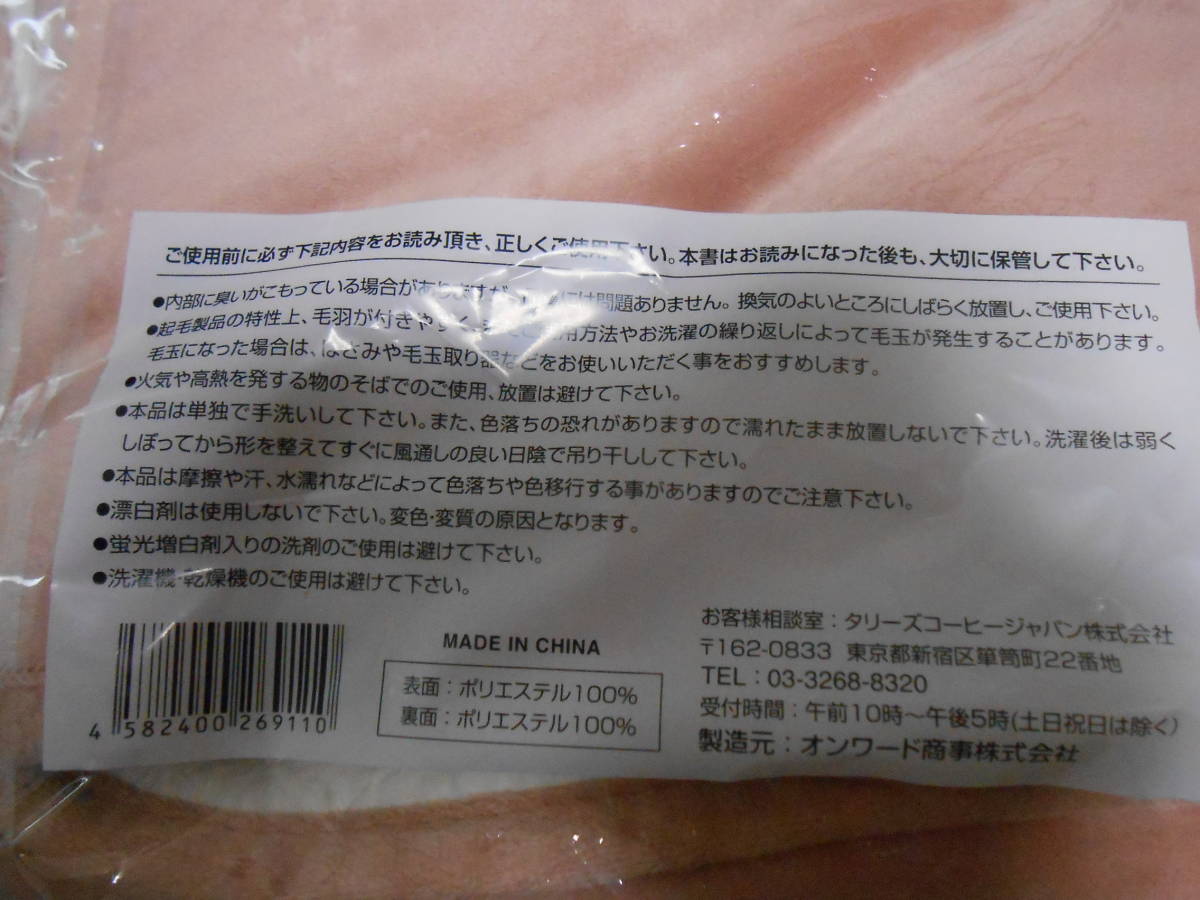 ご使用前に必ず下記内容をお読み頂き、正しくご使用下さい。本書はお読みになった後も、大切に保管して下さい。
●内部に臭いがこもっている場合がありますが、には問題ありません。換気のよいところにしばらく放置し、ご使用下さい。
●起毛製品の特性上、毛羽が付きやすく、用方法やお洗濯の繰り返しによって毛玉が発生することがあります。
毛玉になった場合は、はさみや毛玉取り器などをお使いいただく事をおすすめします。
●火気や高熱を発する物のそばでのご使用、放置は避けて下さい。
●本品は単独で手洗いして下さい。また、色落ちの恐れがありますので濡れたまま放置しないで下さい。洗濯後は弱く
しぼってから形を整えてすぐに風通しの良い日陰で吊り干しして下さい。
●本品は摩擦や汗、水濡れなどによって色落ちや色移行する事がありますのでご注意下さい。
●漂白剤は使用しないで下さい。変色・変質の原因となります。
●蛍光増白剤入りの洗剤のご使用は避けて下さい。
●洗濯機・乾燥機のご使用は避けて下さい。
4 582400 269110
MADE IN CHINA
表面：ポリエステル100%
裏面：ポリエステル100%
お客様相談室：タリーズコーヒージャパン株式会社
〒162-0833 東京都新宿区箪笥町22番地
TEL：03-3268-8320
受付時間：午前10時〜午後5時(土日祝日は除く)
製造元：オンワード商事株式会社